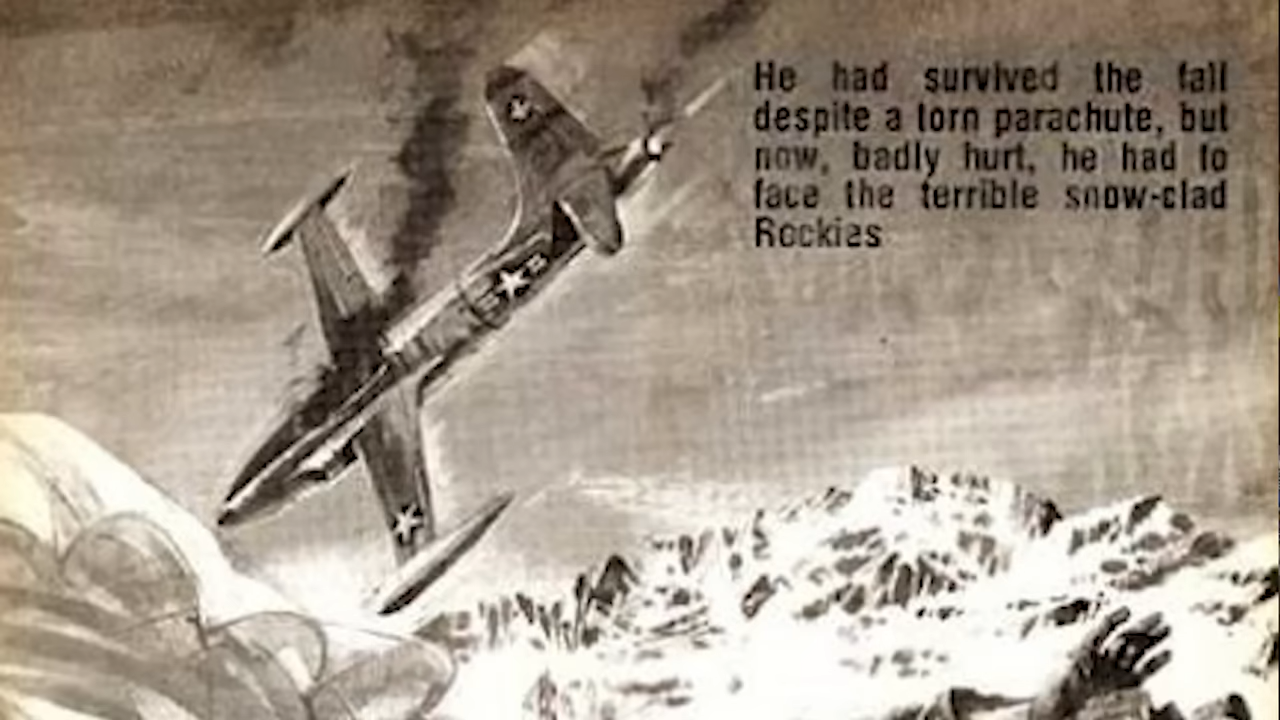 He had survived the fall
despite a torn parachute, but
now, badly hurt, he had to
face the terrible snow-clad
Rockies